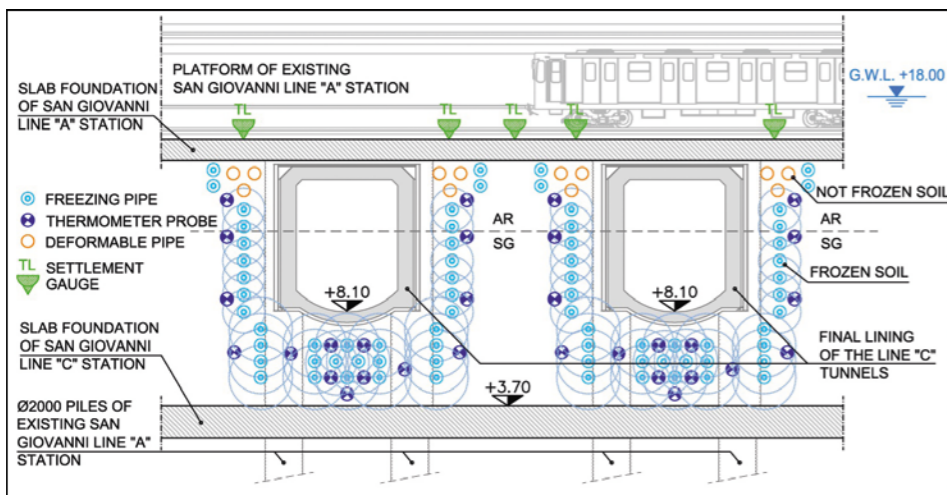 PLATFORM OF EXISTING
SAN GIOVANNI LINE "A" STATION
G.W.L. +18.00
SLAB FOUNDATION
OF SAN GIOVANNI
LINE "A" STATION
TL
TL
TL
TL
TL
FREEZING PIPE
THERMOMETER PROBE
DEFORMABLE PIPE
TL
SETTLEMENT
GAUGE
NOT FROZEN SOIL
AR
SG
AR
SG
FROZEN SOIL
+8.10
+8.10
SLAB FOUNDATION
OF SAN GIOVANNI
LINE "C" STATION
FINAL LINING
OF THE LINE "C"
TUNNELS
+3.70
Ø2000 PILES OF
EXISTING SAN
GIOVANNI LINE "A"
STATION